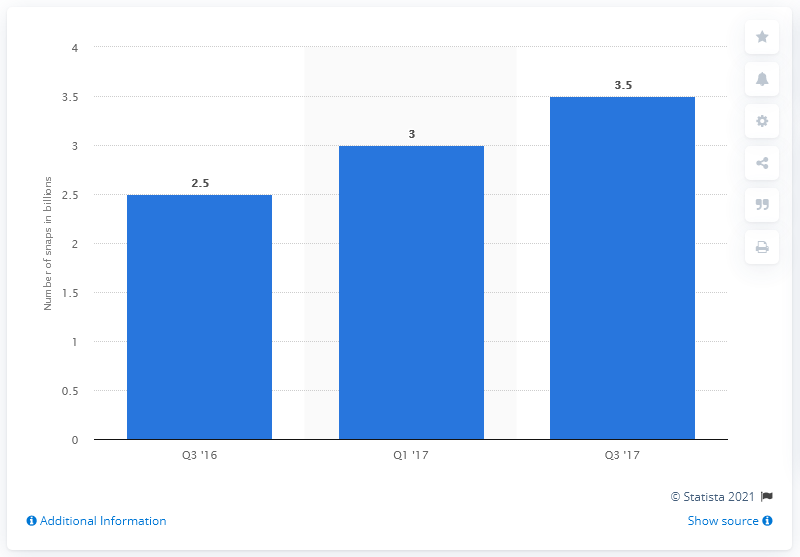 4
3.5
3
2.5
2
1.5
1
0.5
0
Number of snaps in billions
2.5
3
3.5
Q3 '16
Q1 '17
Q3 '17
© Statista 2021
Additional Information
Show source